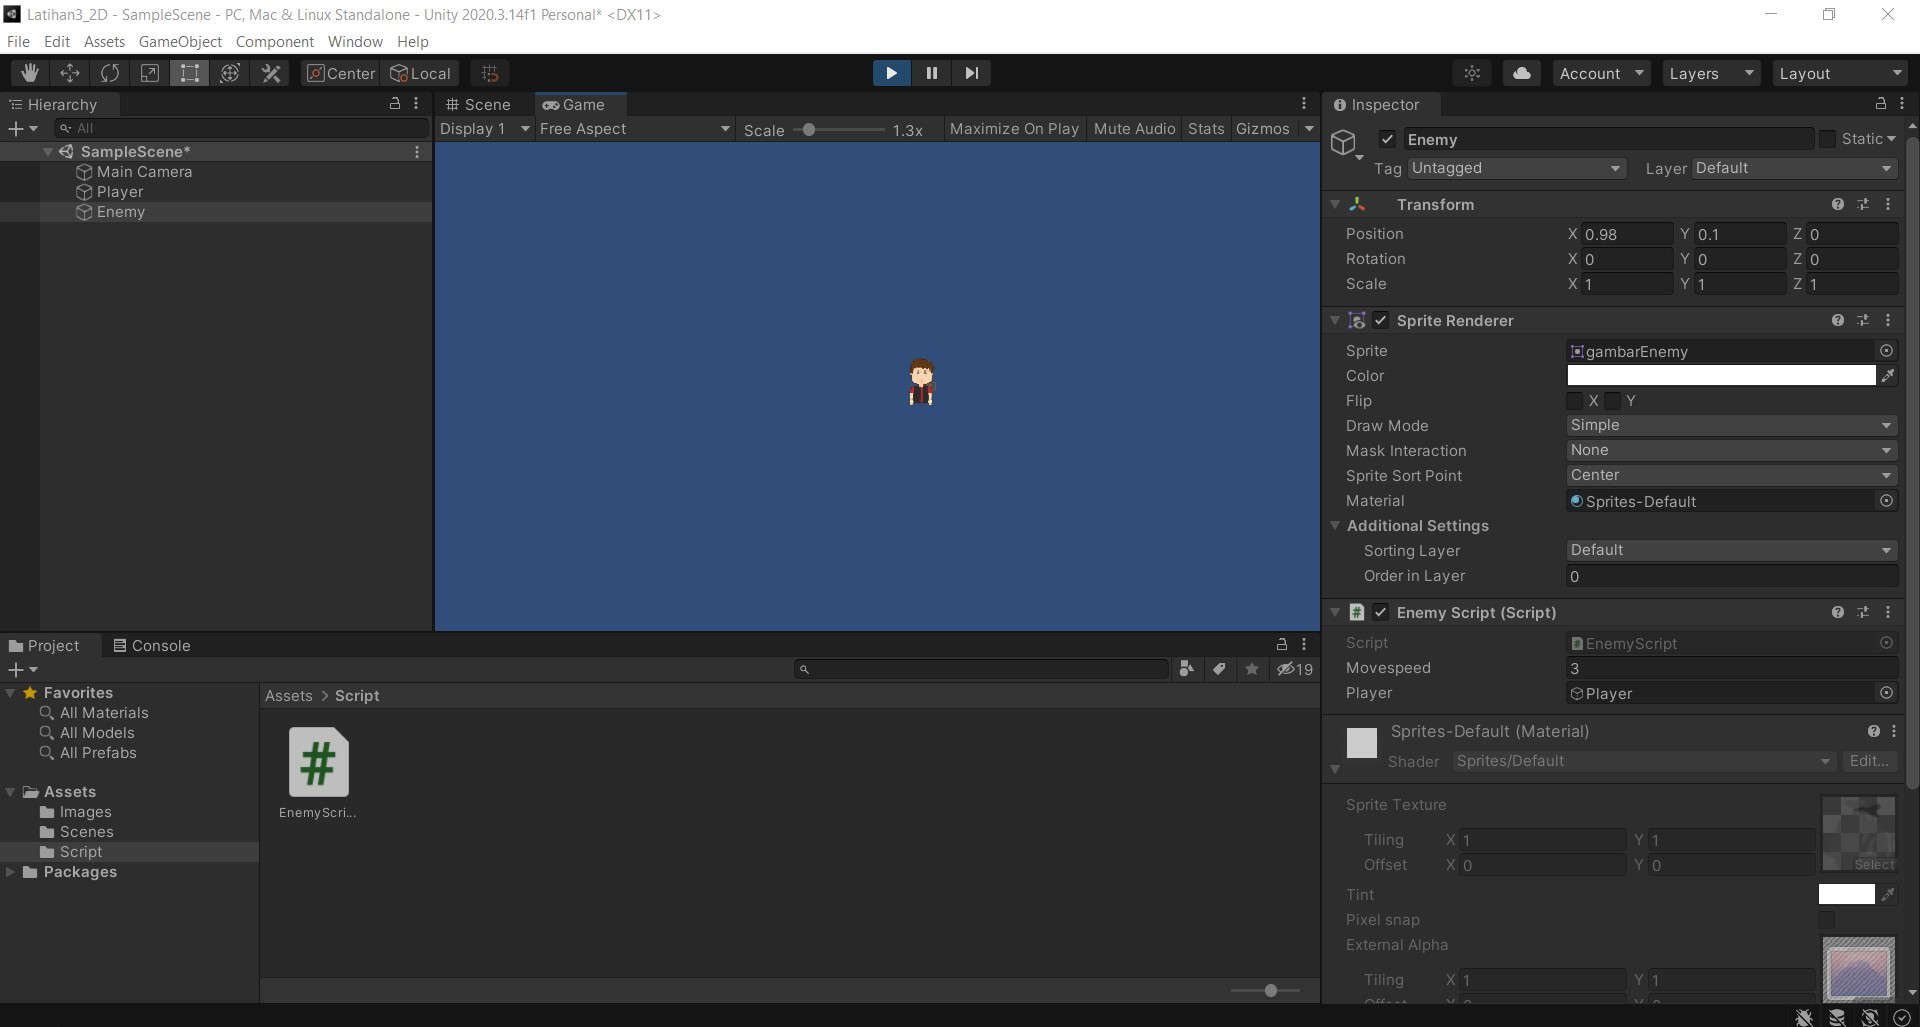 Latihan3_2D - SampleScene - PC, Mac & Linux Standalone - Unity 2020.3.14f1 Personal* <DX11>
File Edit Assets GameObject Component Window Help
Center Local Account Layers Layout
Hierarchy
All
SampleScene*
Main Camera
Player
Enemy
Scene Game
Display 1 Free Aspect Scale 1.3x Maximize On Play Mute Audio Stats Gizmos
Inspector
Enemy Static
Tag Untagged Layer Default
Transform
Position X 0.98 Y 0.1 Z 0
Rotation X 0 Y 0 Z 0
Scale X 1 Y 1 Z 1
Sprite Renderer
Sprite gambarEnemy
Color
Flip X Y
Draw Mode Simple
Mask Interaction None
Sprite Sort Point Center
Material Sprites-Default
Additional Settings
Sorting Layer Default
Order in Layer 0
# Enemy Script (Script)
Script EnemyScript
Movespeed 3
Player Player
Sprites-Default (Material)
Shader Sprites/Default Edit...
Sprite Texture
Tiling X 1 Y 1
Offset X 0 Y 0
Select
Tint
Pixel snap
External Alpha
Tiling X 1 Y 1
Offset X 0 Y 0
Project Console
19
Favorites
All Materials
All Models
All Prefabs
Assets
Images
Scenes
Script
Packages
Assets > Script
#
EnemyScri...